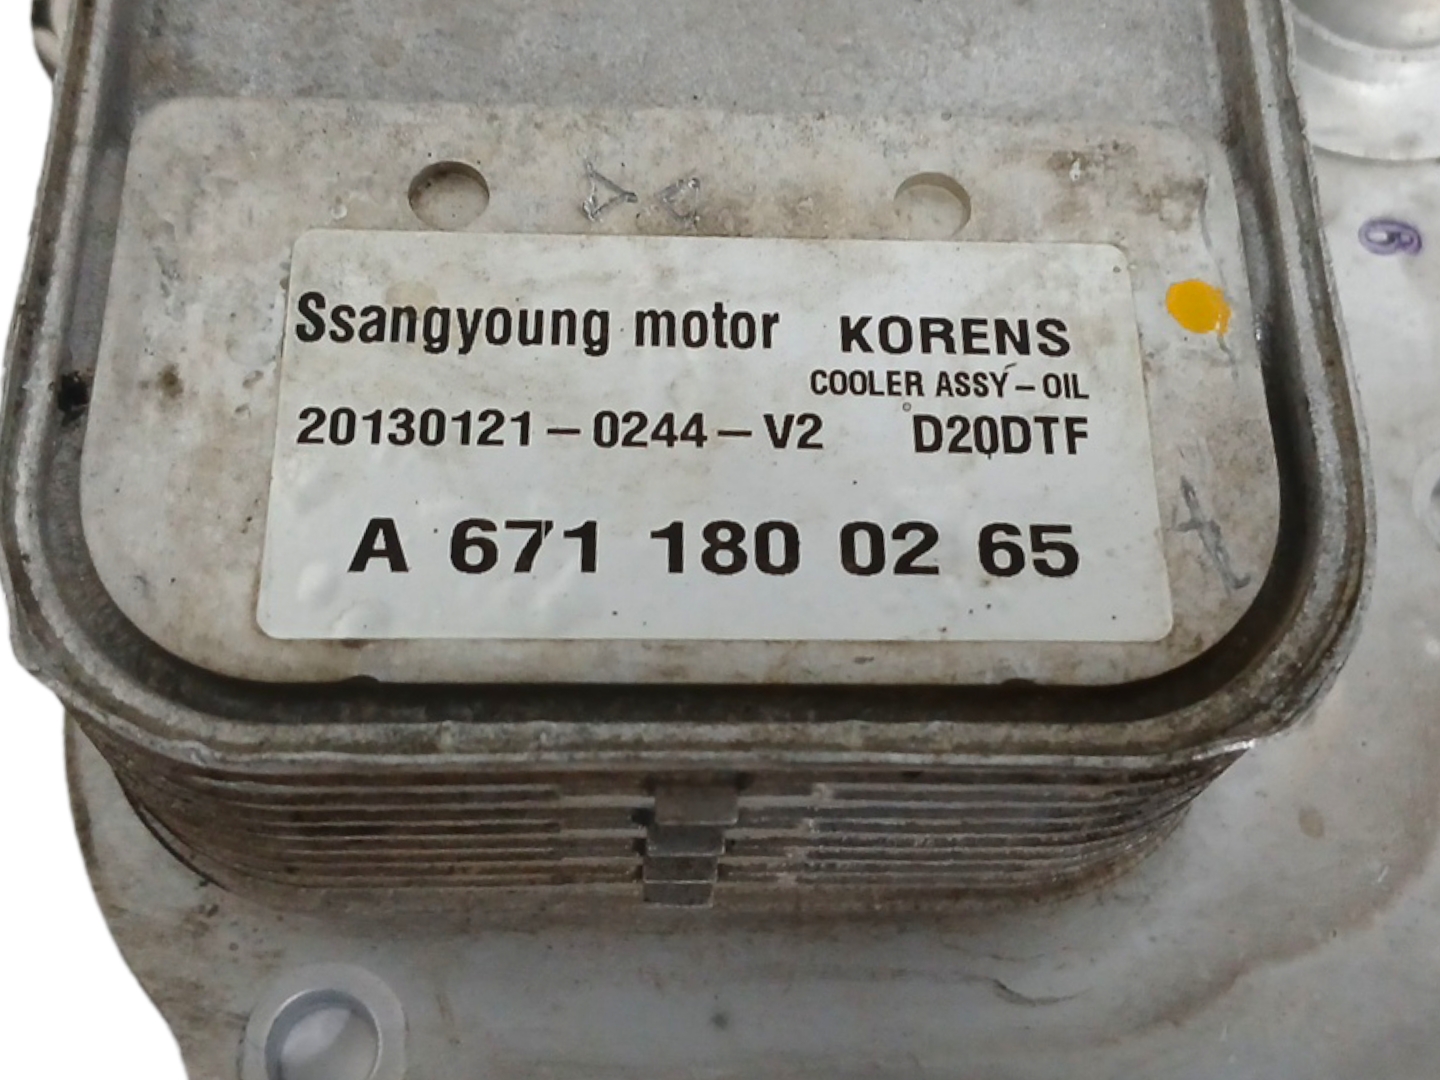 Ssangyoung motor KORENS
COOLER ASSY-OIL
20130121-0244-V2 D20DTF
A 671 180 02 65